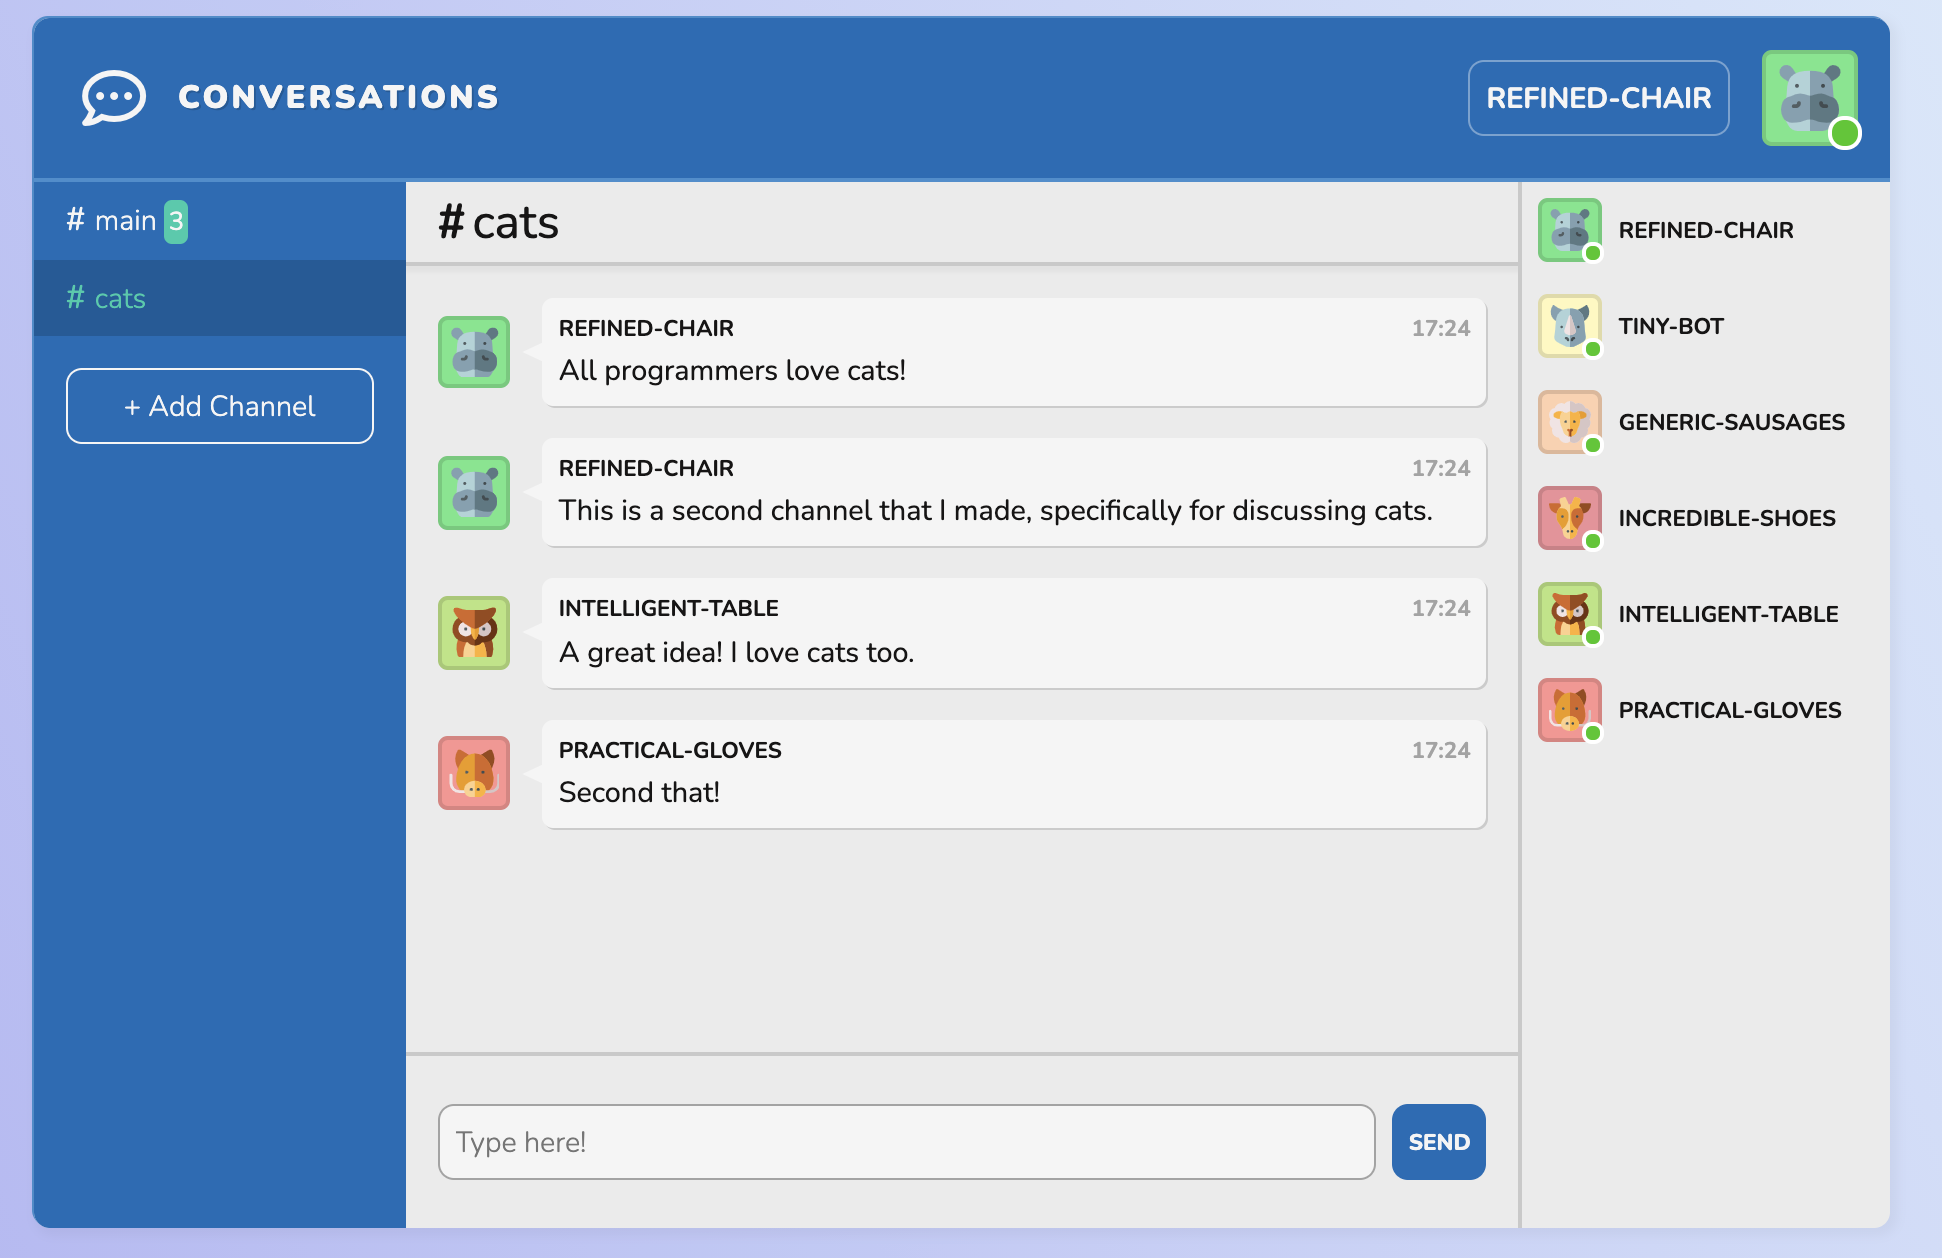 CONVERSATIONS
REFINED-CHAIR
# main 3
# cats
+ Add Channel
# cats
REFINED-CHAIR 17:24
All programmers love cats!
REFINED-CHAIR 17:24
This is a second channel that I made, specifically for discussing cats.
INTELLIGENT-TABLE 17:24
A great idea! I love cats too.
PRACTICAL-GLOVES 17:24
Second that!
Type here!
SEND
REFINED-CHAIR
TINY-BOT
GENERIC-SAUSAGES
INCREDIBLE-SHOES
INTELLIGENT-TABLE
PRACTICAL-GLOVES